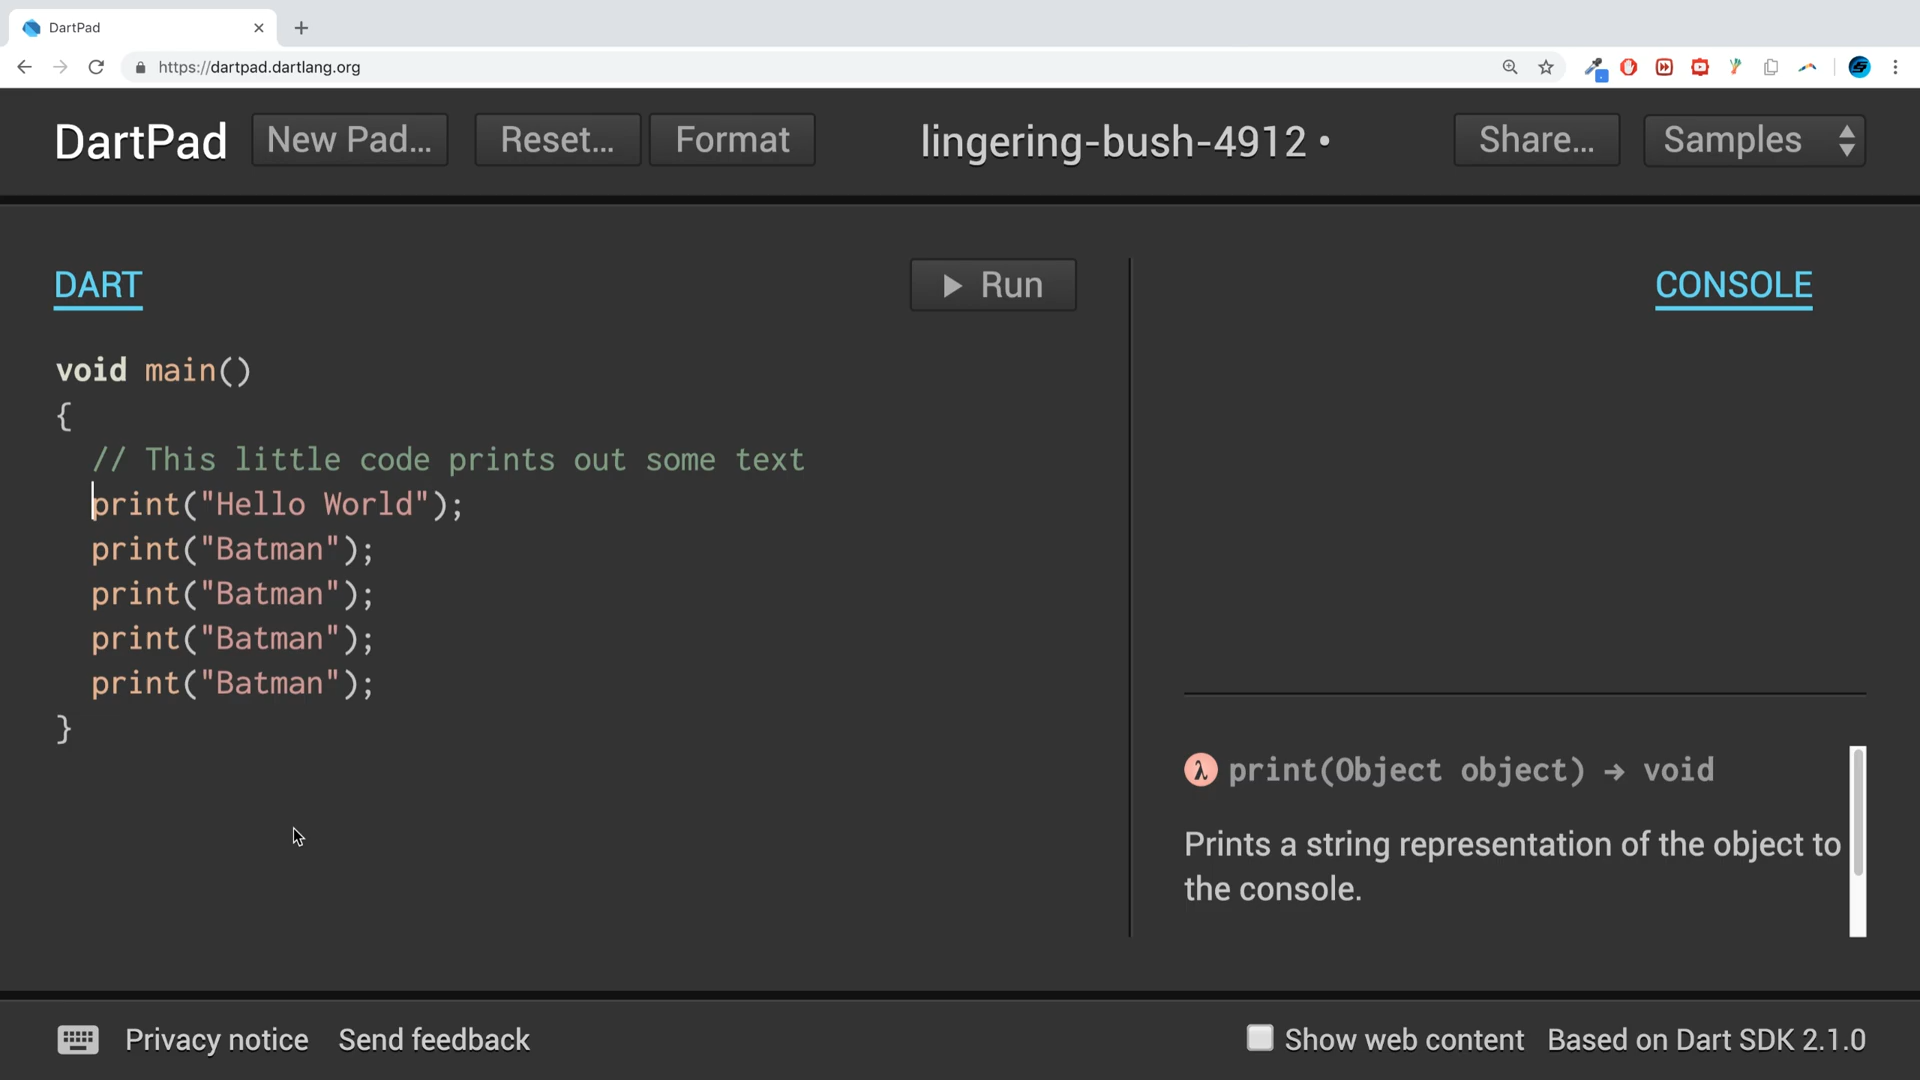 DartPad
https://dartpad.dartlang.org
DartPad New Pad... Reset... Format lingering-bush-4912 • Share... Samples
DART Run CONSOLE
void main()
{
  // This little code prints out some text
  print("Hello World");
  print("Batman");
  print("Batman");
  print("Batman");
  print("Batman");
}
λ print(Object object) → void
Prints a string representation of the object to
the console.
Privacy notice Send feedback Show web content Based on Dart SDK 2.1.0